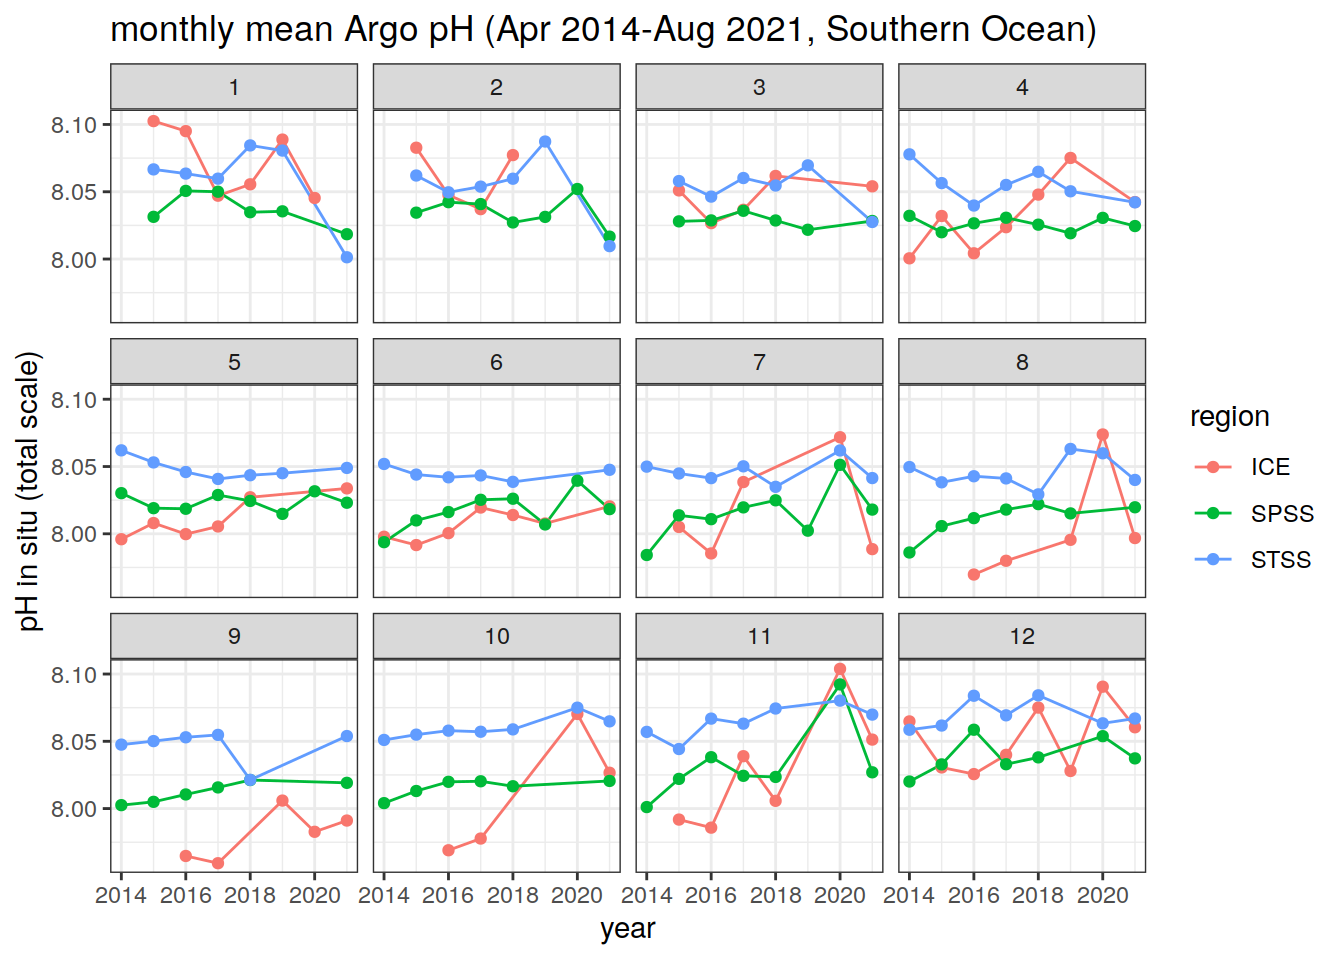 monthly mean Argo pH (Apr 2014-Aug 2021, Southern Ocean)
1 2 3 4
8.10
8.05
8.00
5 6 7 8
8.10
8.05
8.00
9 10 11 12
8.10
8.05
8.00
2014 2016 2018 2020 2014 2016 2018 2020 2014 2016 2018 2020 2014 2016 2018 2020
year
pH in situ (total scale)
region
ICE
SPSS
STSS